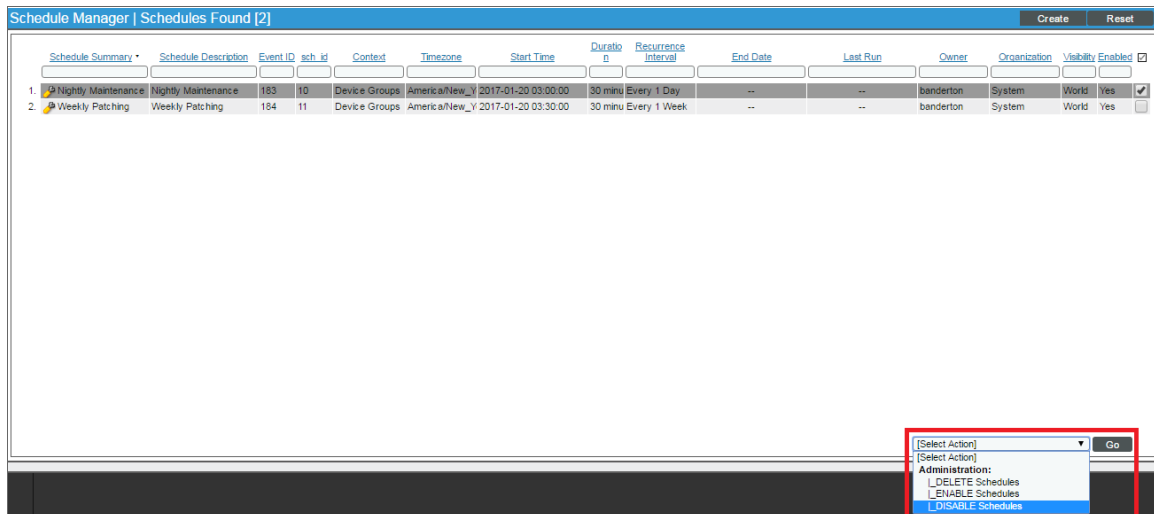 Schedule Manager | Schedules Found [2] Create Reset
Schedule Summary Schedule Description Event ID sch_id Context Timezone Start Time Duration Recurrence Interval End Date Last Run Owner Organization Visibility Enabled
1. Nightly Maintenance Nightly Maintenance 183 10 Device Groups America/New_Y 2017-01-20 03:00:00 30 minu Every 1 Day -- -- banderton System World Yes
2. Weekly Patching Weekly Patching 184 11 Device Groups America/New_Y 2017-01-20 03:30:00 30 minu Every 1 Week -- -- banderton System World Yes
[Select Action] Go
[Select Action]
Administration:
|_DELETE Schedules
|_ENABLE Schedules
|_DISABLE Schedules